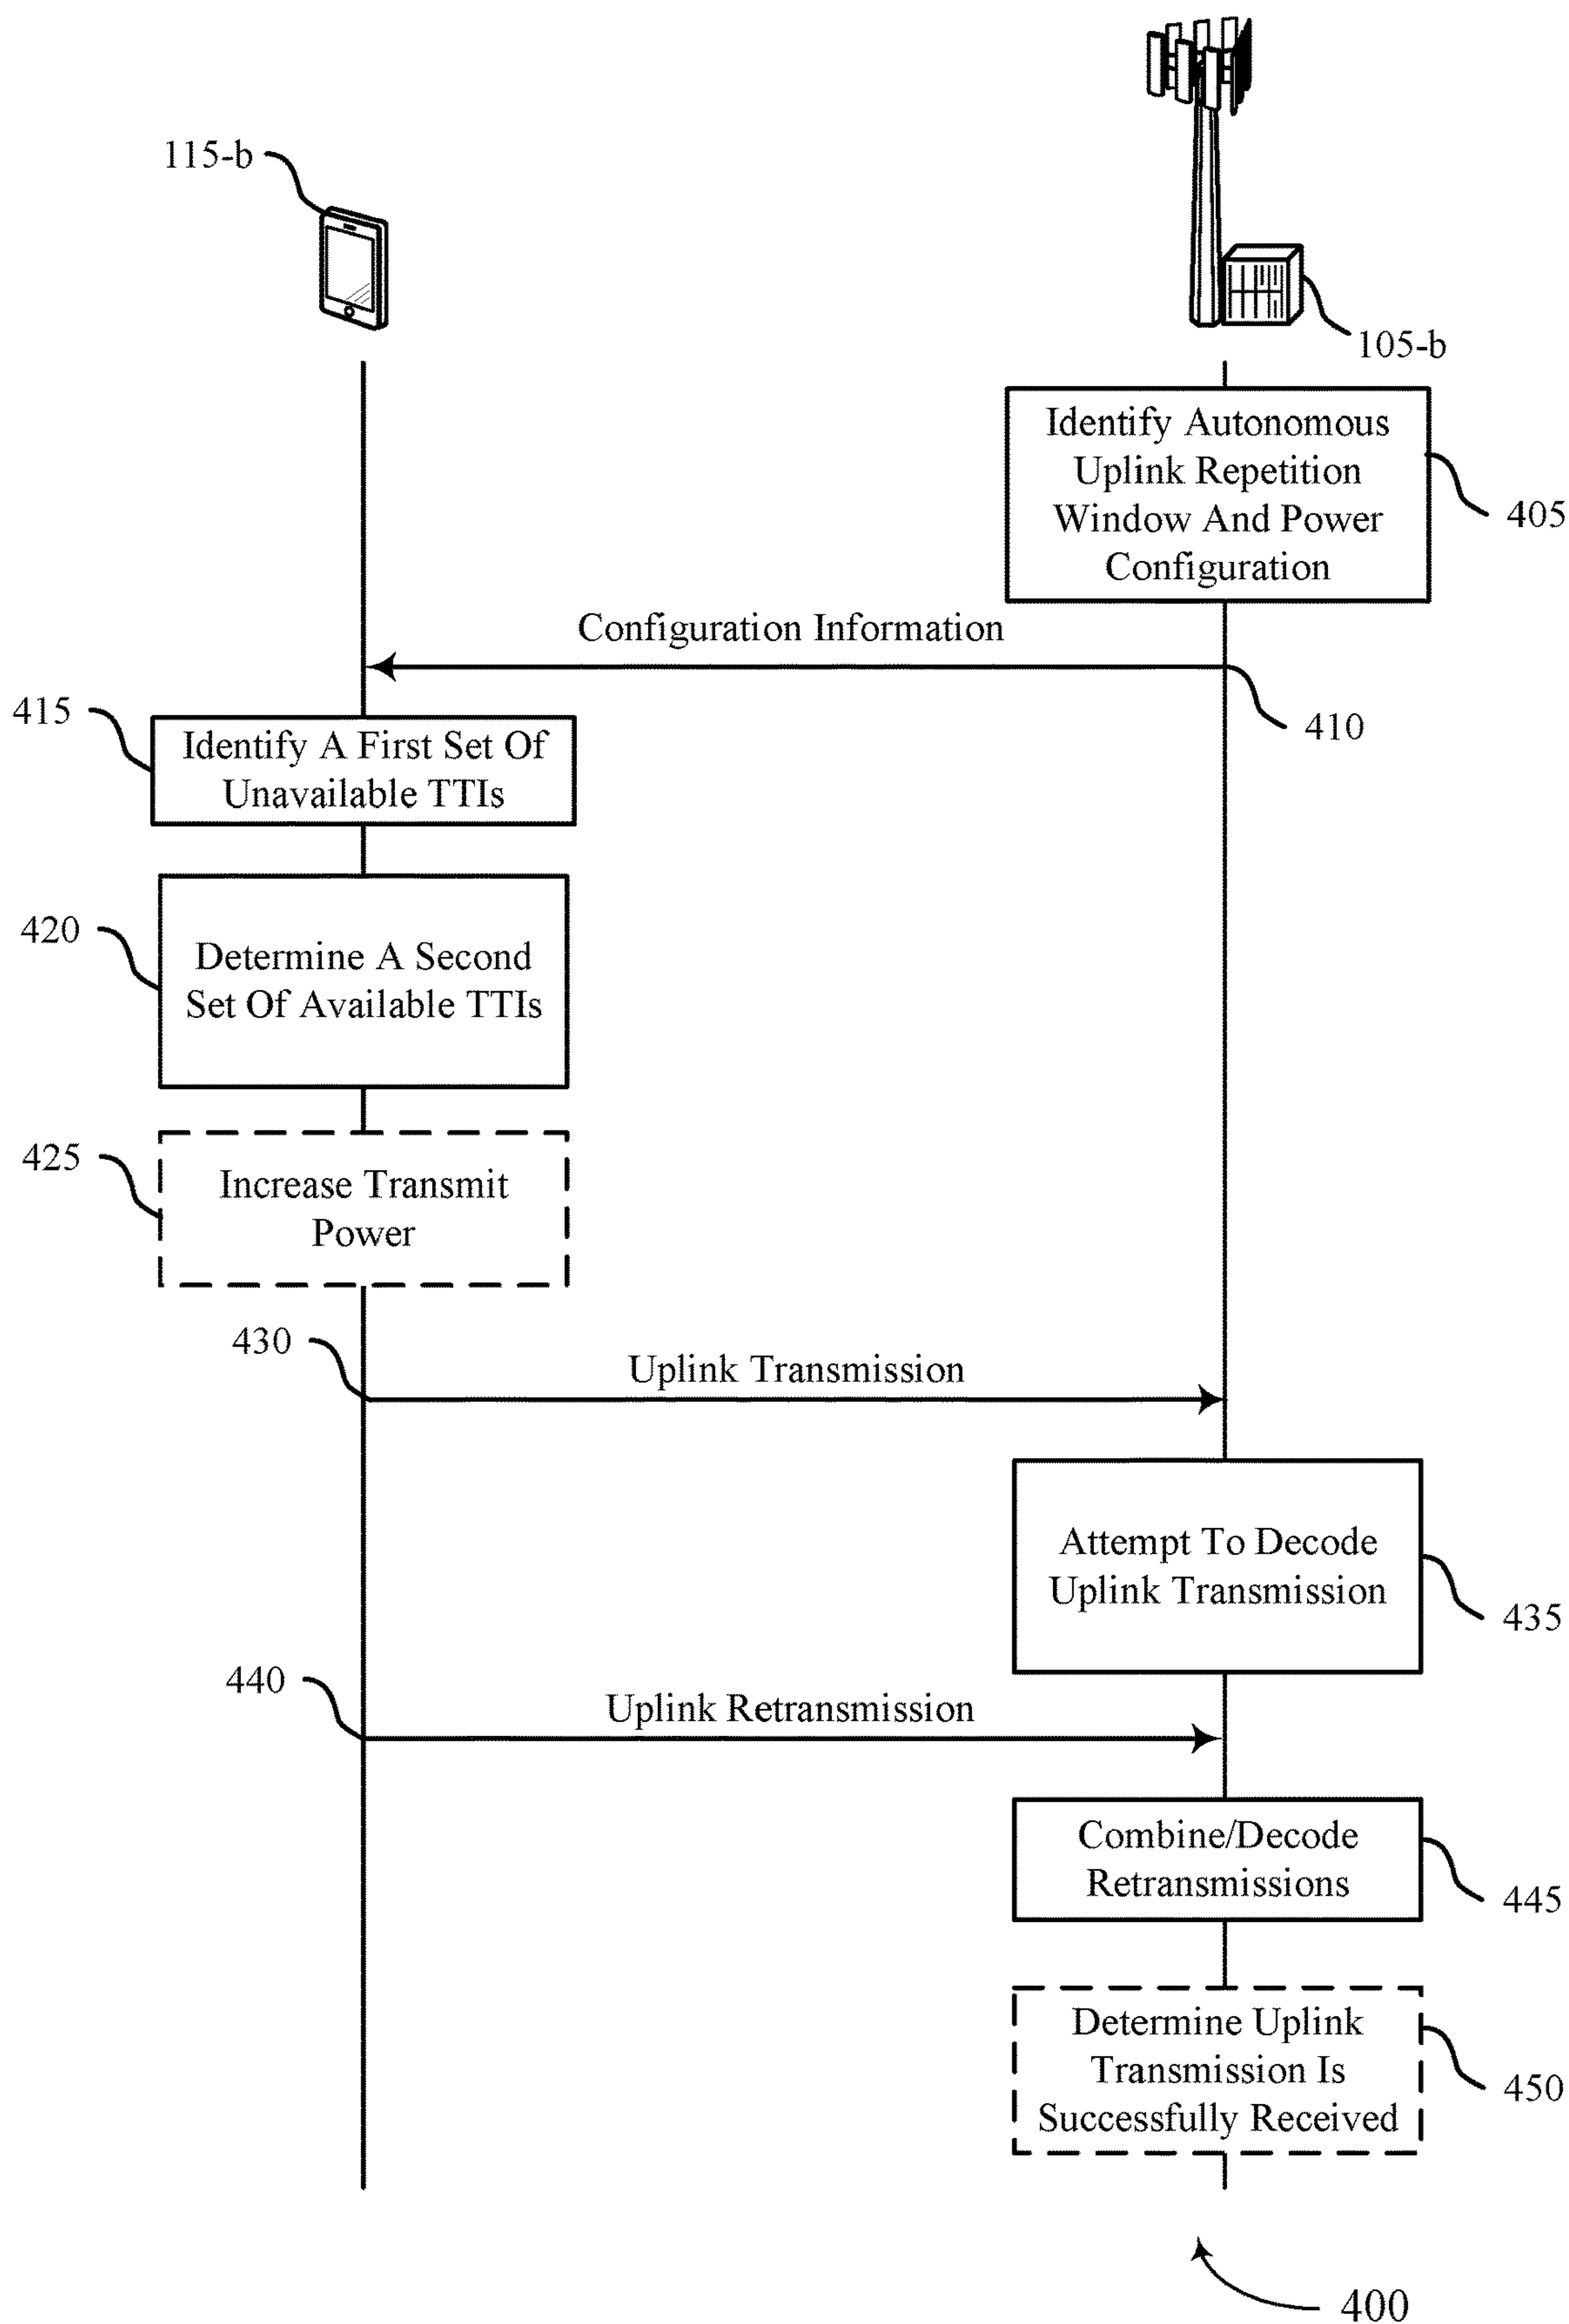 115-b
105-b
Identify Autonomous
Uplink Repetition
Window And Power
Configuration
405
Configuration Information
410
415
Identify A First Set Of
Unavailable TTIs
420
Determine A Second
Set Of Available TTIs
425
Increase Transmit
Power
430
Uplink Transmission
Attempt To Decode
Uplink Transmission
435
440
Uplink Retransmission
Combine/Decode
Retransmissions
445
Determine Uplink
Transmission Is
Successfully Received
450
400